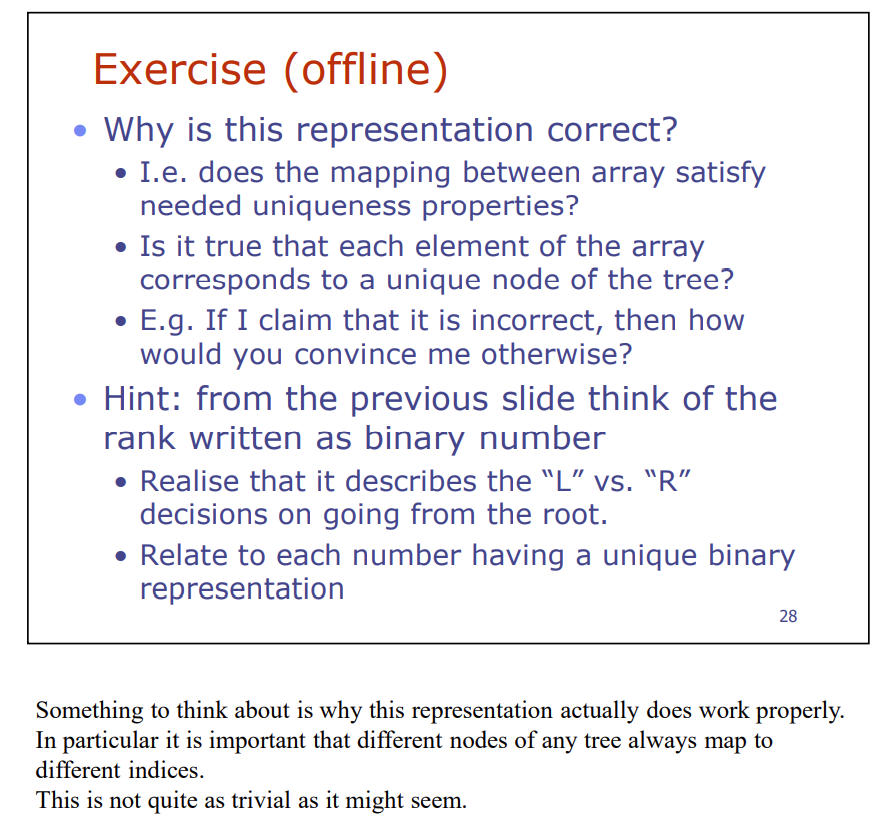 Exercise (offline)
• Why is this representation correct?
• I.e. does the mapping between array satisfy
needed uniqueness properties?
• Is it true that each element of the array
corresponds to a unique node of the tree?
• E.g. If I claim that it is incorrect, then how
would you convince me otherwise?
• Hint: from the previous slide think of the
rank written as binary number
• Realise that it describes the “L” vs. “R”
decisions on going from the root.
• Relate to each number having a unique binary
representation
28
Something to think about is why this representation actually does work properly.
In particular it is important that different nodes of any tree always map to
different indices.
This is not quite as trivial as it might seem.